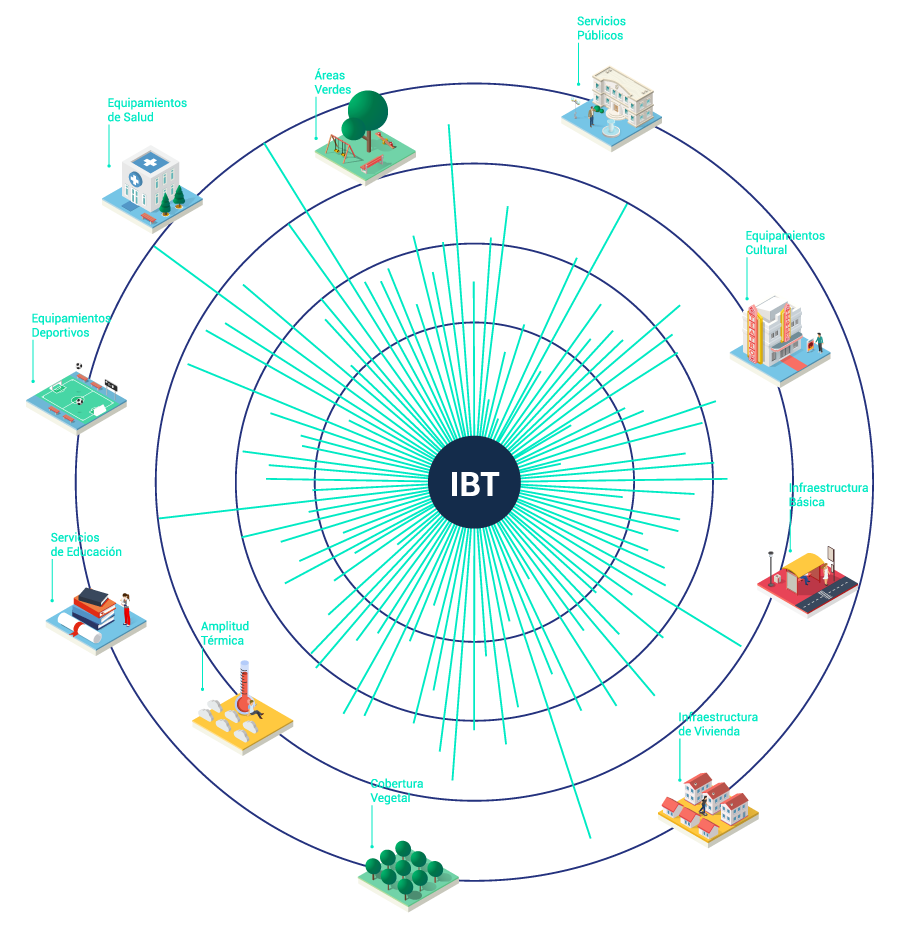 Servicios
Públicos
Áreas
Verdes
Equipamientos
de Salud
Equipamientos
Cultural
Equipamientos
Deportivos
IBT
Infraestructura
Básica
Servicios
de Educación
Amplitud
Térmica
Infraestructura
de Vivienda
Cobertura
Vegetal